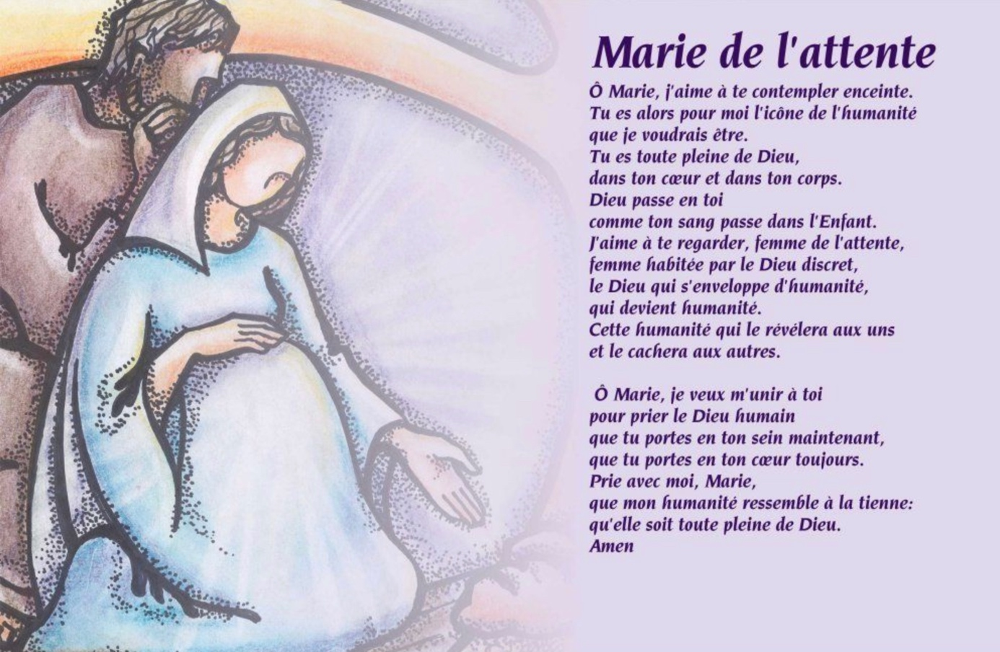 Marie de l'attente
Ô Marie, j'aime à te contempler enceinte.
Tu es alors pour moi l'icône de l'humanité
que je voudrais être.
Tu es toute pleine de Dieu,
dans ton cœur et dans ton corps.
Dieu passe en toi
comme ton sang passe dans l'Enfant.
J'aime à te regarder, femme de l'attente,
femme habitée par le Dieu discret,
le Dieu qui s'enveloppe d'humanité,
qui devient humanité.
Cette humanité qui le révélera aux uns
et le cachera aux autres.
Ô Marie, je veux m'unir à toi
pour prier le Dieu humain
que tu portes en ton sein maintenant,
que tu portes en ton cœur toujours.
Prie avec moi, Marie,
que mon humanité ressemble à la tienne:
qu'elle soit toute pleine de Dieu.
Amen